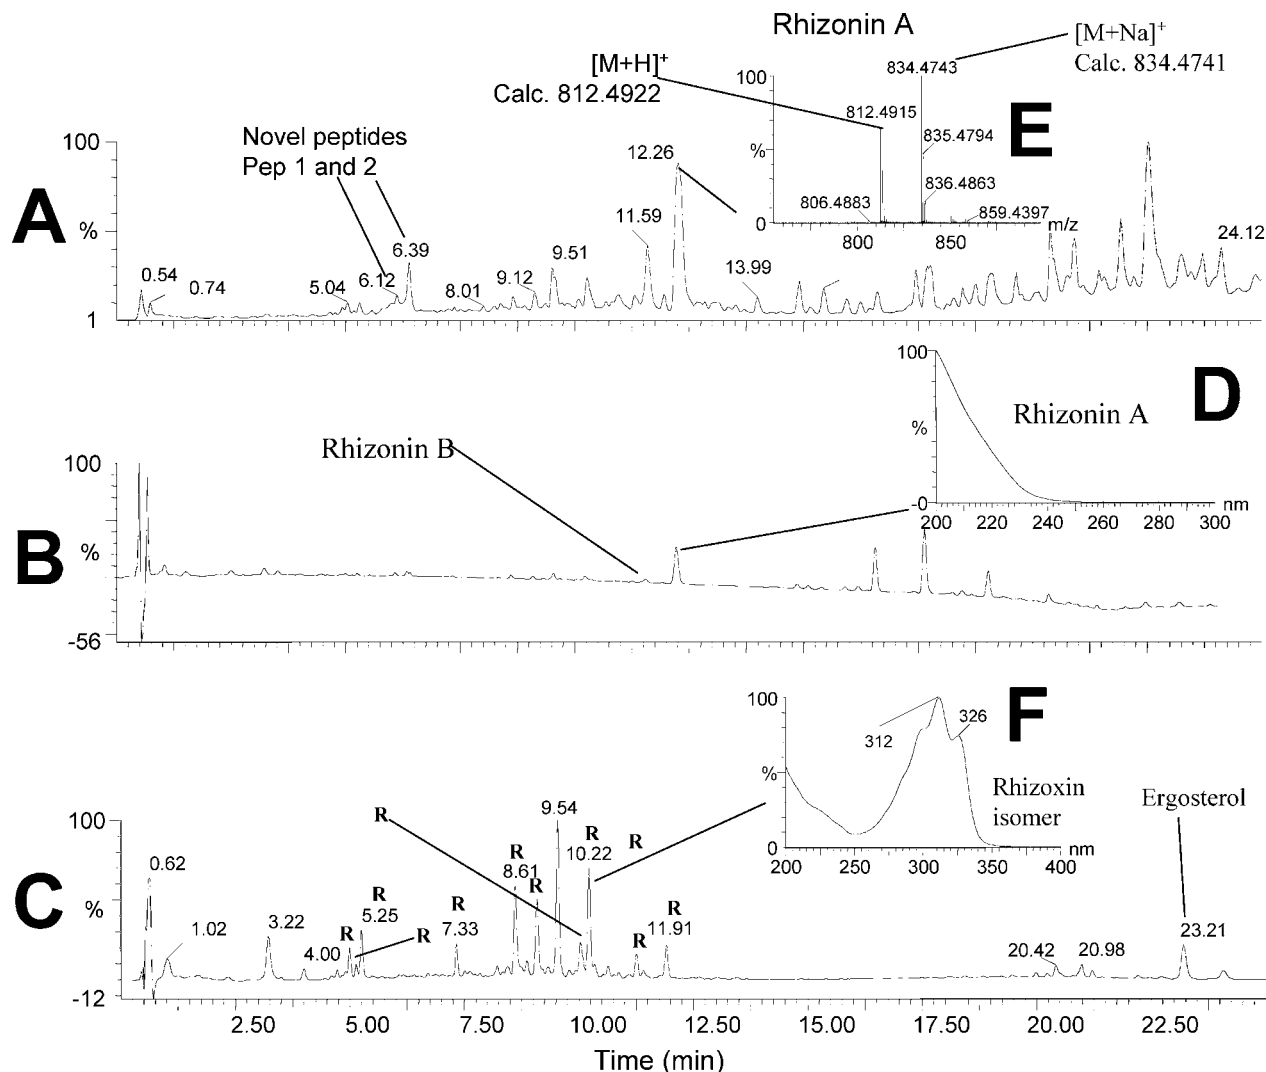 Rhizonin A
[M+H]+
Calc. 812.4922
[M+Na]+
Calc. 834.4741
E
100
%
0
834.4743
812.4915
835.4794
836.4863
806.4883
859.4397
800
850
m/z
A
100
%
1
Novel peptides
Pep 1 and 2
0.54
0.74
5.04
6.12
6.39
8.01
9.12
9.51
11.59
12.26
13.99
24.12
D
100
%
-0
Rhizonin A
200
220
240
260
280
300
nm
B
100
%
-56
Rhizonin B
F
100
%
0
312
326
Rhizoxin
isomer
200
250
300
350
400
nm
C
100
%
-12
0.62
1.02
3.22
4.00
R
R
5.25
R
R
R
7.33
R
8.61
R
9.54
R
10.22
R
R
R
11.91
20.42
20.98
Ergosterol
23.21
2.50
5.00
7.50
10.00
12.50
15.00
17.50
20.00
22.50
Time (min)